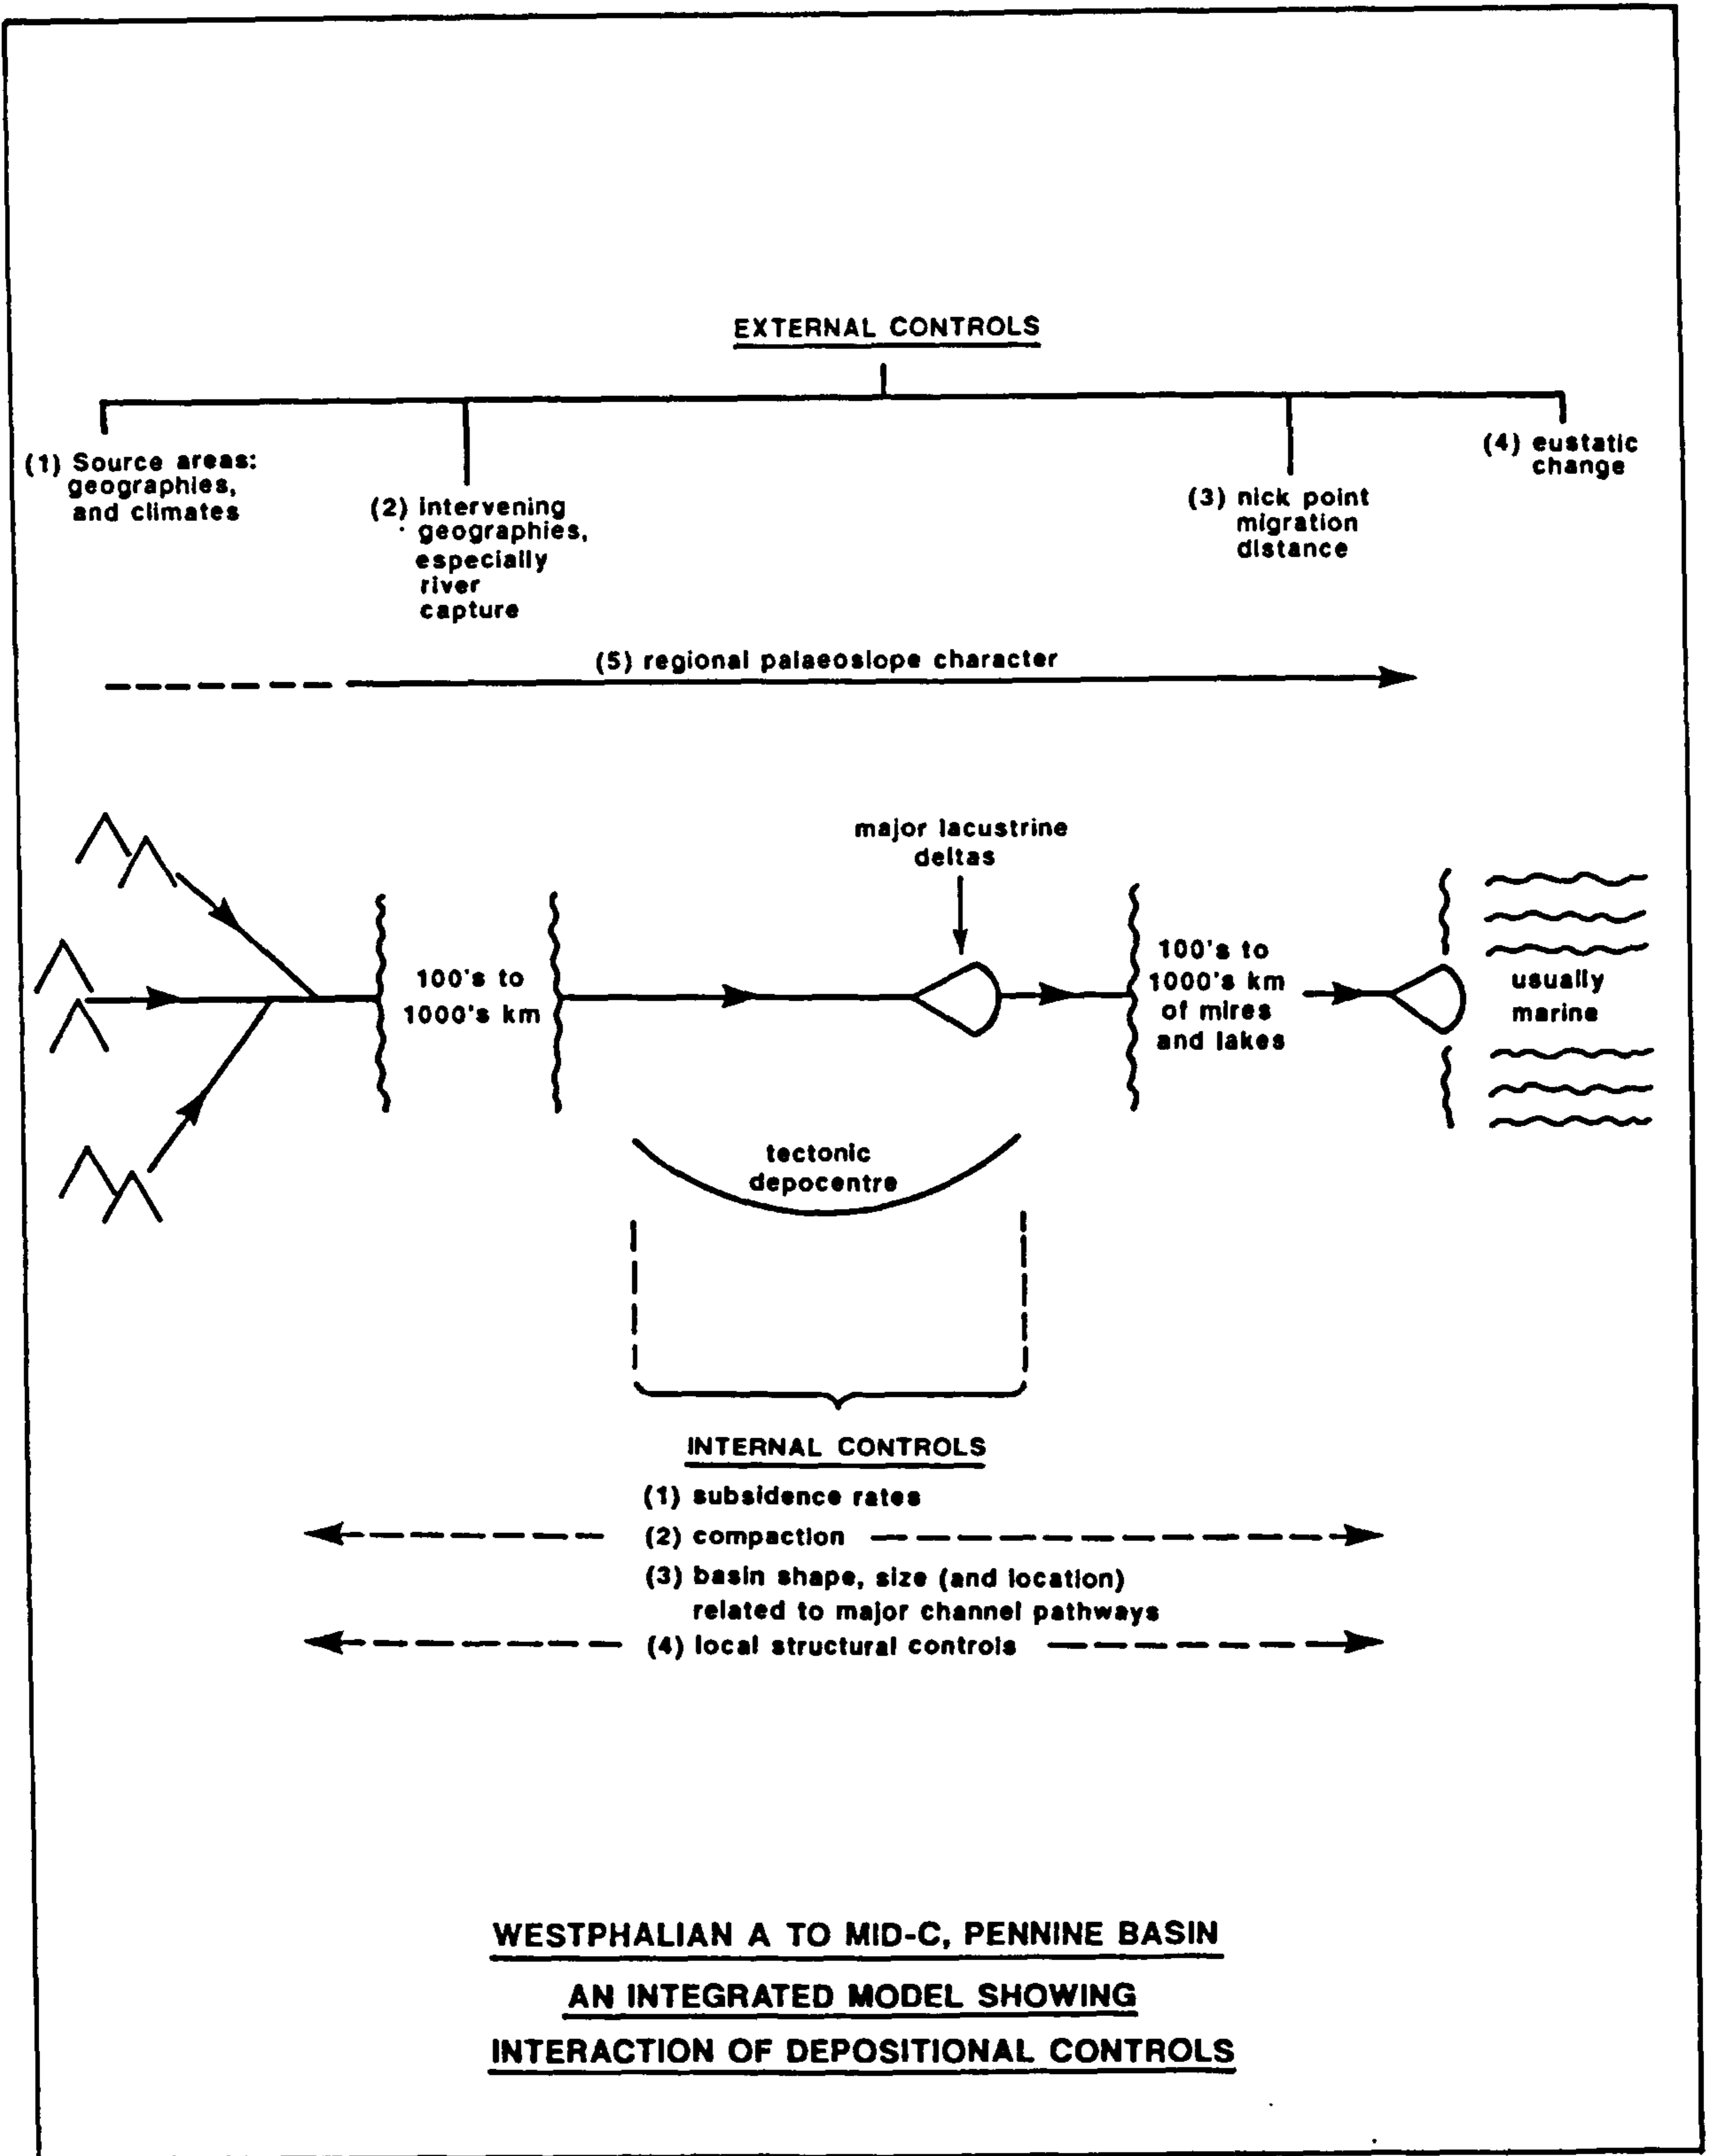 EXTERNAL CONTROLS
(1) Source areas:
geographies,
and climates
(2) intervening
geographies,
especially
river
capture
(3) nick point
migration
distance
(4) eustatic
change
(5) regional palaeoslope character
major lacustrine
deltas
100's to
1000's km
100's to
1000's km
of mires
and lakes
usually
marine
tectonic
depocentre
INTERNAL CONTROLS
(1) subsidence rates
(2) compaction
(3) basin shape, size (and location)
related to major channel pathways
(4) local structural controls
WESTPHALIAN A TO MID-C, PENNINE BASIN
AN INTEGRATED MODEL SHOWING
INTERACTION OF DEPOSITIONAL CONTROLS